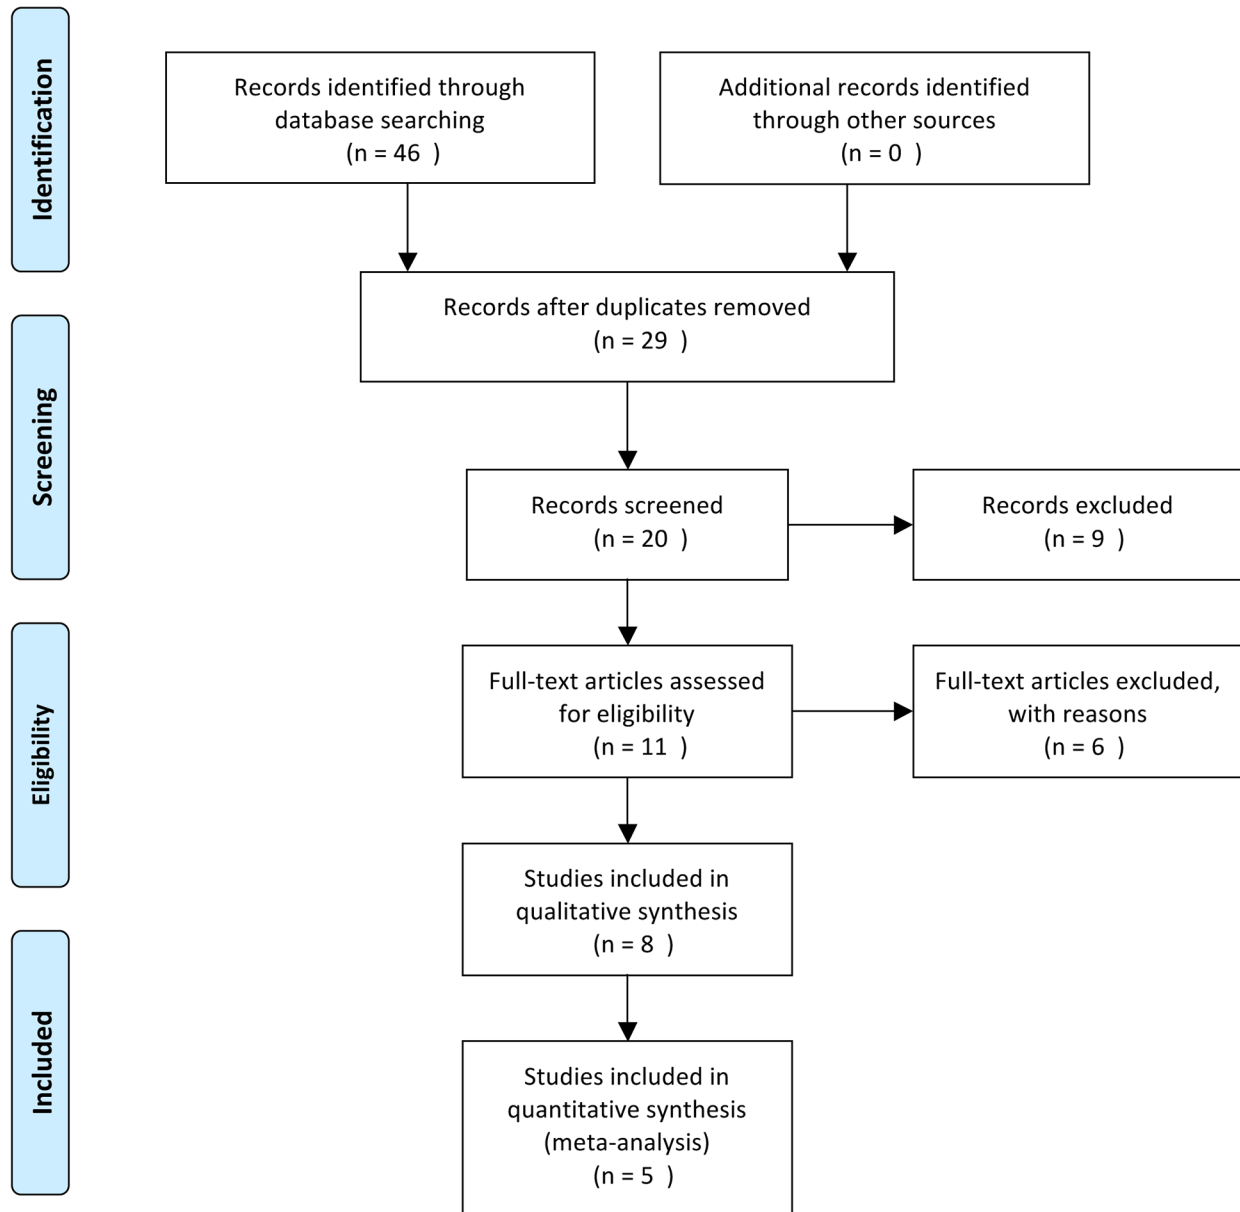 Identification
Records identified through
database searching
(n = 46  )
Additional records identified
through other sources
(n = 0  )
Records after duplicates removed
(n = 29  )
Screening
Records screened
(n = 20  )
Records excluded
(n = 9  )
Eligibility
Full-text articles assessed
for eligibility
(n = 11  )
Full-text articles excluded,
with reasons
(n = 6  )
Studies included in
qualitative synthesis
(n = 8  )
Included
Studies included in
quantitative synthesis
(meta-analysis)
(n = 5  )